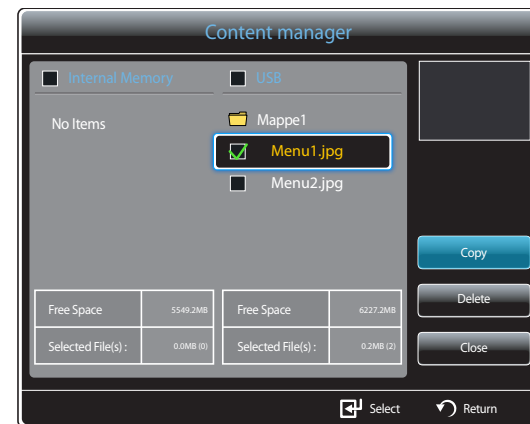 Content manager
Internal Memory
USB
No Items
Mappe1
Menu1.jpg
Menu2.jpg
Copy
Delete
Close
Free Space 5549.2MB
Selected File(s) : 0.0MB (0)
Free Space 6227.2MB
Selected File(s) : 0.2MB (2)
Select Return